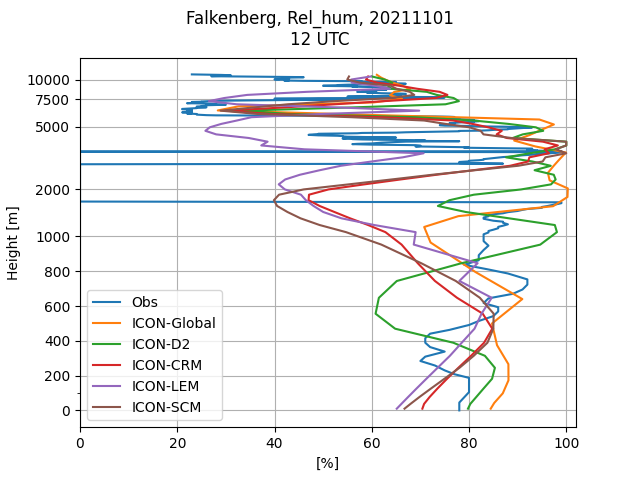 Falkenberg, Rel_hum, 20211101
12 UTC
10000
7500
5000
2000
1000
800
600
400
200
0
Height [m]
Obs
ICON-Global
ICON-D2
ICON-CRM
ICON-LEM
ICON-SCM
0 20 40 60 80 100
[%]